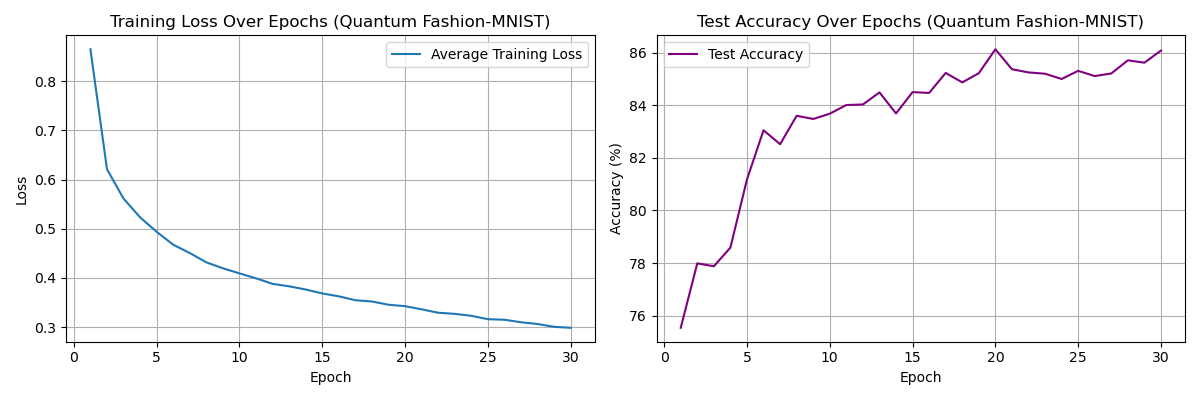 Training Loss Over Epochs (Quantum Fashion-MNIST)
Average Training Loss
Loss
0.8
0.7
0.6
0.5
0.4
0.3
0 5 10 15 20 25 30
Epoch
Test Accuracy Over Epochs (Quantum Fashion-MNIST)
Test Accuracy
Accuracy (%)
86
84
82
80
78
76
0 5 10 15 20 25 30
Epoch